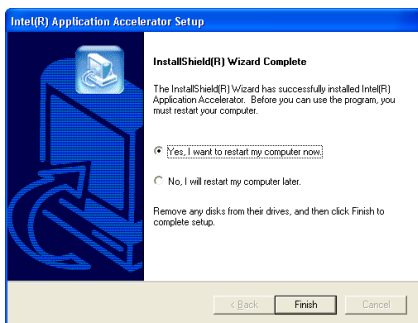 Intel(R) Application Accelerator Setup
InstallShield(R) Wizard Complete
The InstallShield(R) Wizard has successfully installed Intel(R)
Application Accelerator. Before you can use the program, you
must restart your computer.
Yes, I want to restart my computer now.
No, I will restart my computer later.
Remove any disks from their drives, and then click Finish to
complete setup.
< Back Finish Cancel